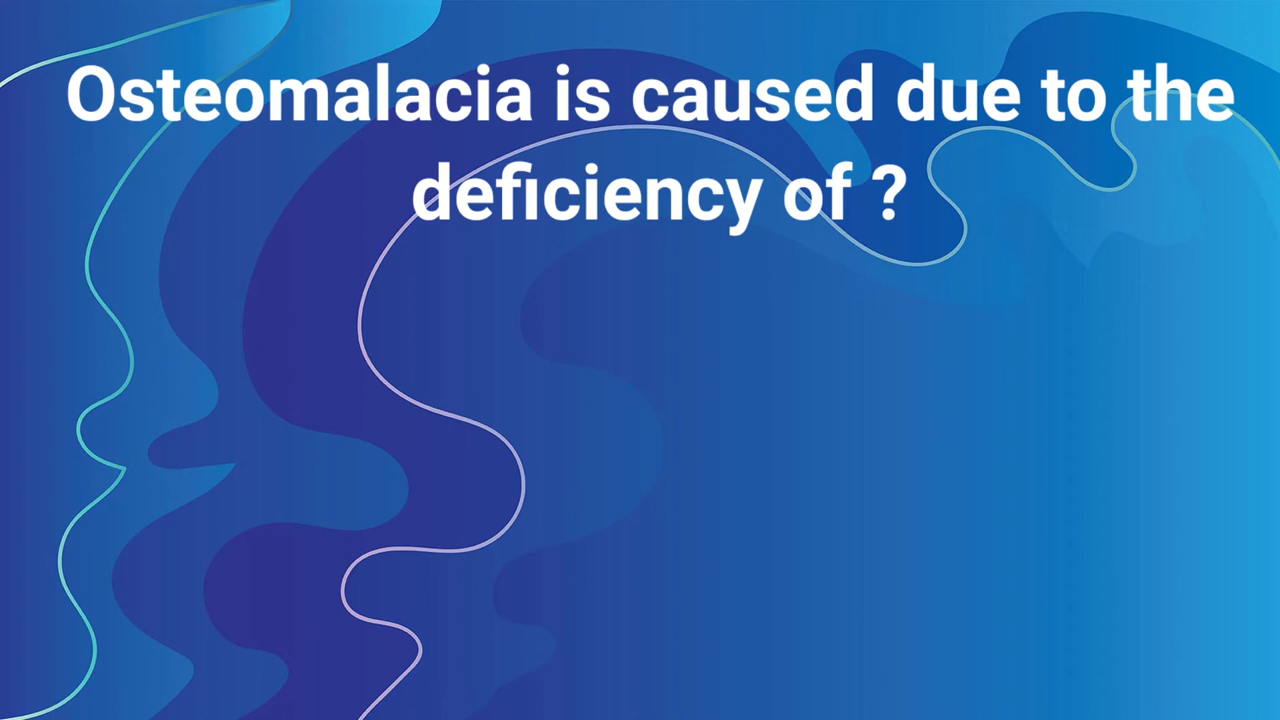 Osteomalacia is caused due to the
deficiency of ?